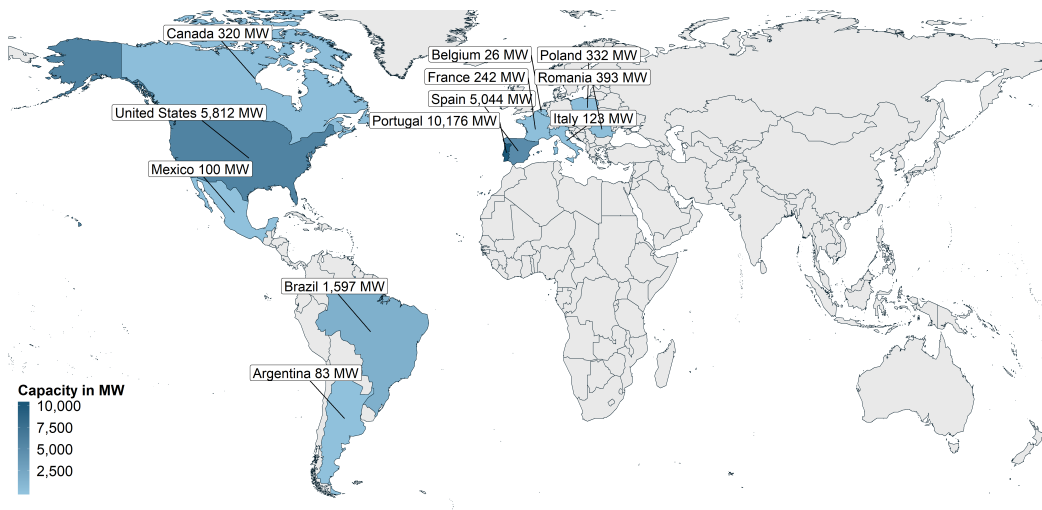 Canada 320 MW
Belgium 26 MW
Poland 332 MW
France 242 MW
Romania 393 MW
Spain 5,044 MW
United States 5,812 MW
Portugal 10,176 MW
Italy 123 MW
Mexico 100 MW
Brazil 1,597 MW
Argentina 83 MW
Capacity in MW
10,000
7,500
5,000
2,500